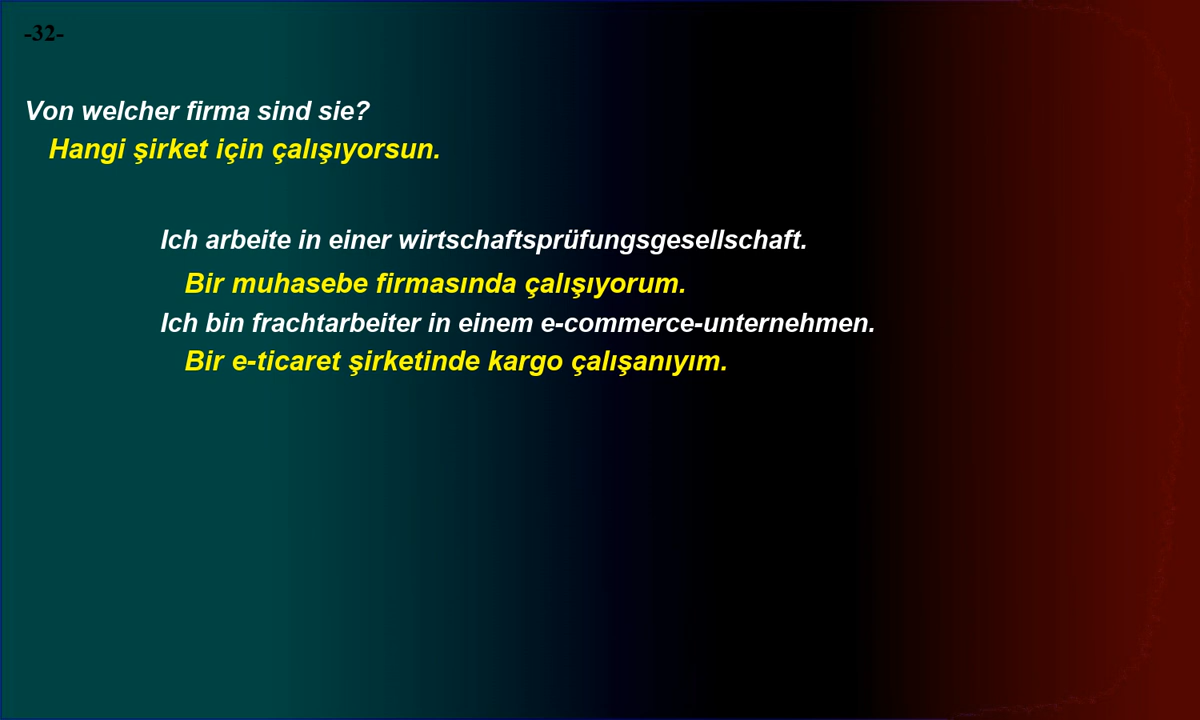 -32-
Von welcher firma sind sie?
Hangi şirket için çalışıyorsun.
Ich arbeite in einer wirtschaftsprüfungsgesellschaft.
Bir muhasebe firmasında çalışıyorum.
Ich bin frachtarbeiter in einem e-commerce-unternehmen.
Bir e-ticaret şirketinde kargo çalışanıyım.